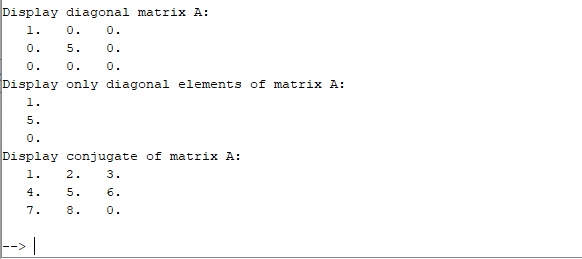 Display diagonal matrix A:
1. 0. 0.
0. 5. 0.
0. 0. 0.
Display only diagonal elements of matrix A:
1.
5.
0.
Display conjugate of matrix A:
1. 2. 3.
4. 5. 6.
7. 8. 0.
-->